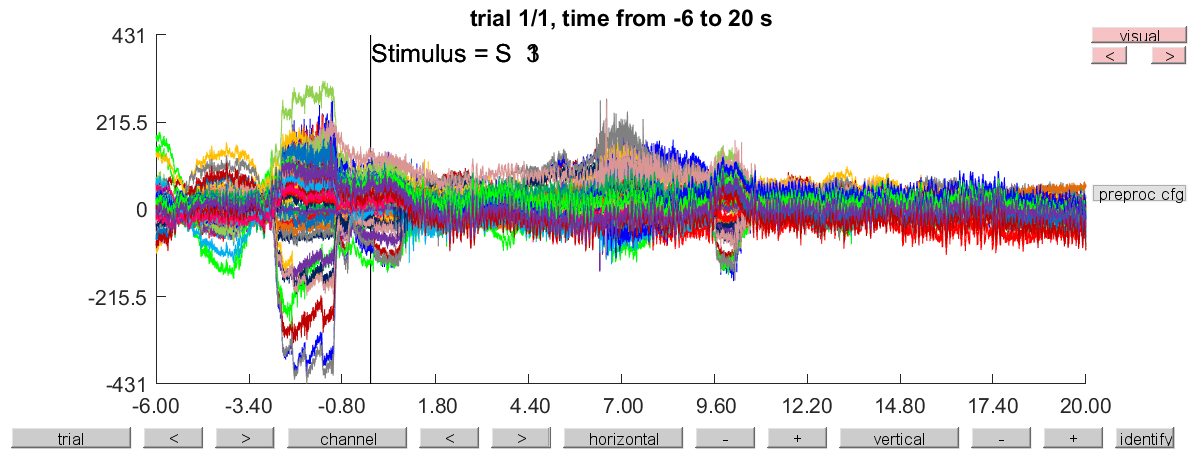 trial 1/1, time from -6 to 20 s
431
Stimulus = S
visual
< >
215.5
preproc cfg
0
-215.5
-431
-6.00 -3.40 -0.80 1.80 4.40 7.00 9.60 12.20 14.80 17.40 20.00
trial < > channel < > horizontal - + vertical - + identify